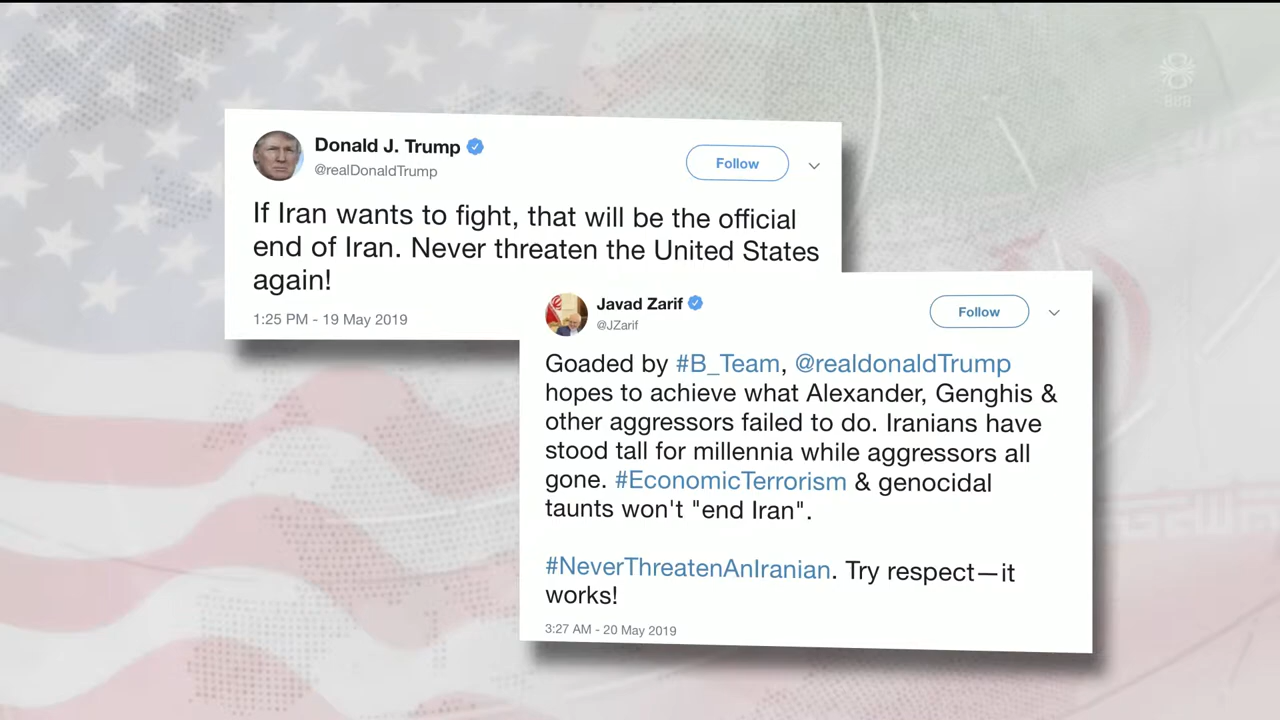 Donald J. Trump
@realDonaldTrump
Follow
If Iran wants to fight, that will be the official
end of Iran. Never threaten the United States
again!
1:25 PM - 19 May 2019
Javad Zarif
@JZarif
Follow
Goaded by #B_Team, @realdonaldTrump
hopes to achieve what Alexander, Genghis &
other aggressors failed to do. Iranians have
stood tall for millennia while aggressors all
gone. #EconomicTerrorism & genocidal
taunts won't "end Iran".
#NeverThreatenAnIranian. Try respect—it
works!
3:27 AM - 20 May 2019